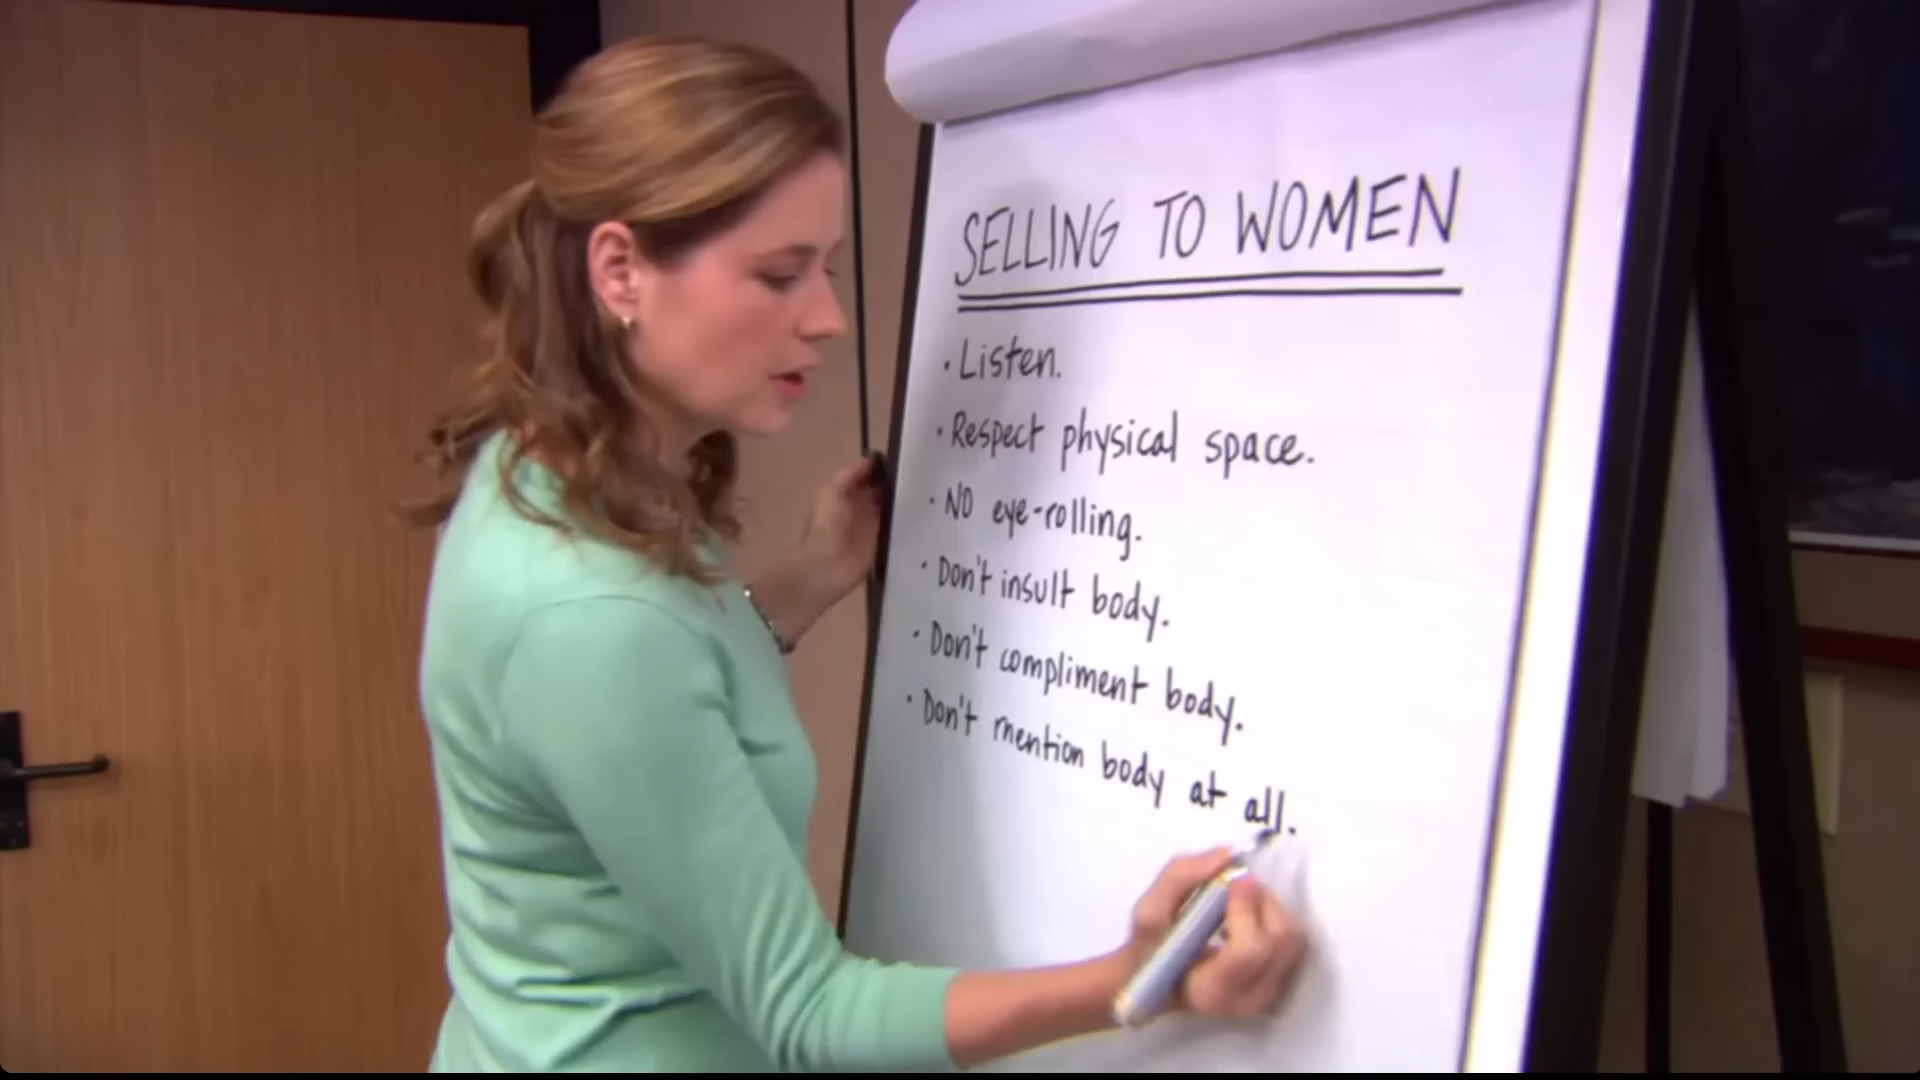 SELLING TO WOMEN
· Listen.
· Respect physical space.
· NO eye-rolling.
· Don't insult body.
· Don't compliment body.
· Don't mention body at all.